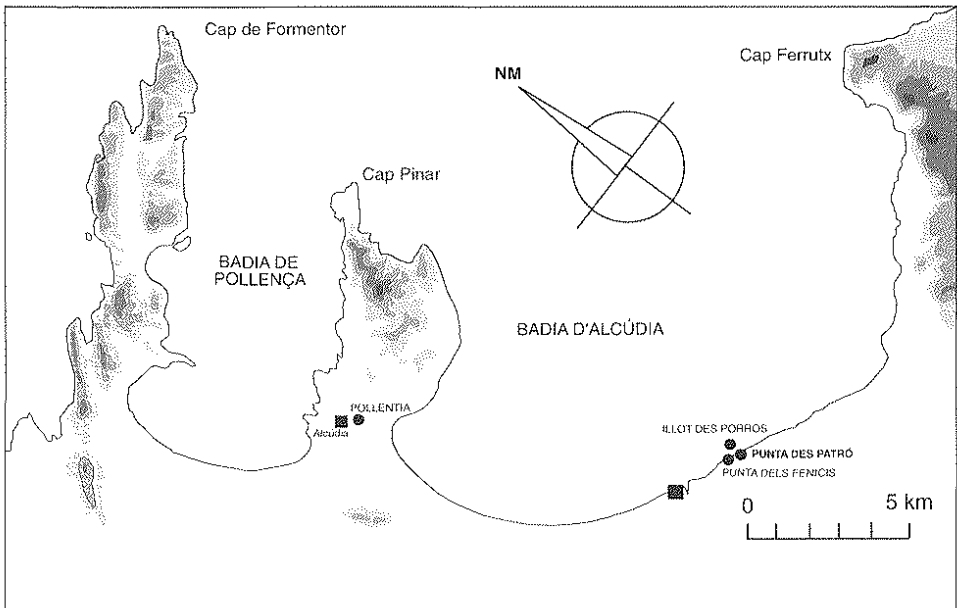 Cap de Formentor
Cap Ferrutx
NM
Cap Pinar
BADIA DE
POLLENÇA
BADIA D'ALCÚDIA
POLLENTIA
Alcúdia
ILLOT DES PORROS
PUNTA DES PATRÓ
PUNTA DELS FENICIS
0 5 km